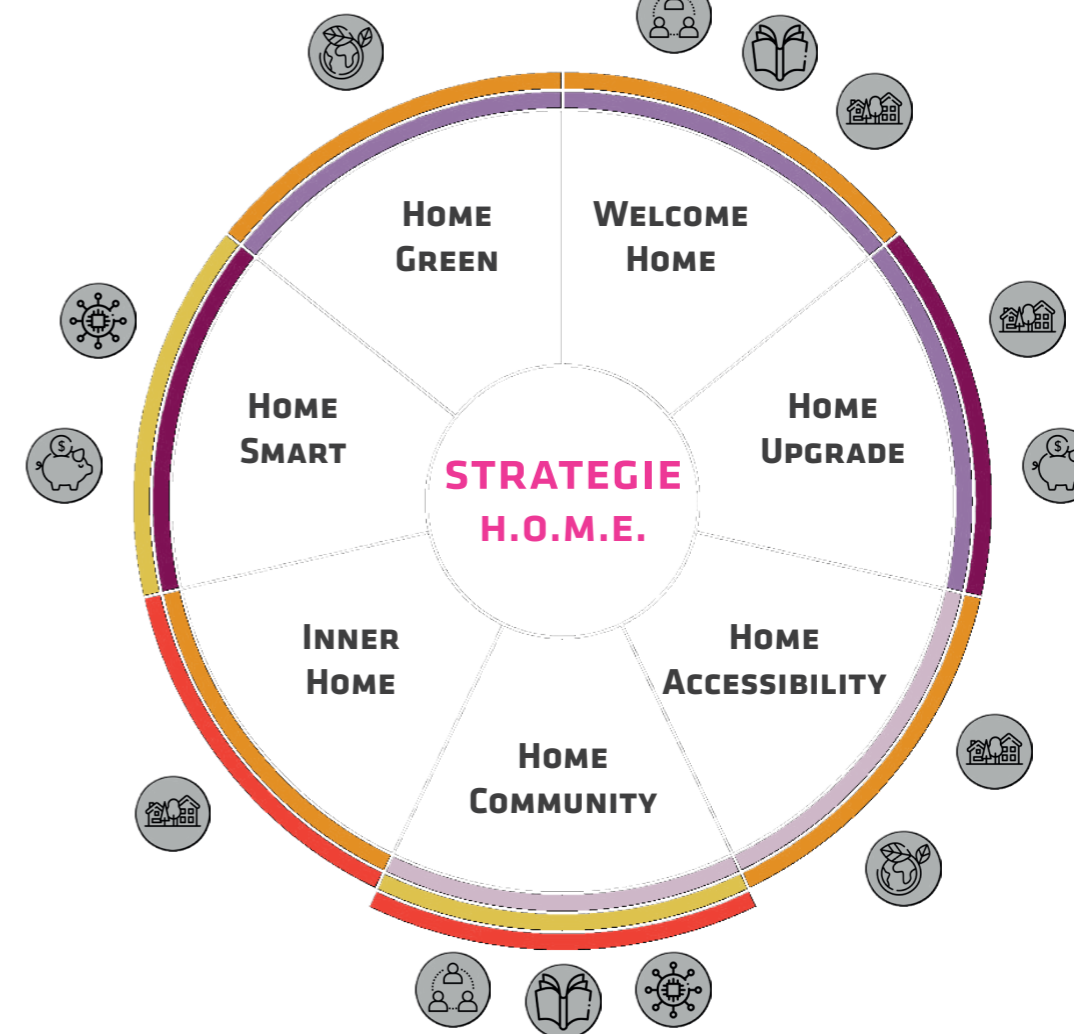 Home
Green
Welcome
Home
Home
Smart
Home
Upgrade
STRATEGIE
H.O.M.E.
Inner
Home
Home
Accessibility
Home
Community